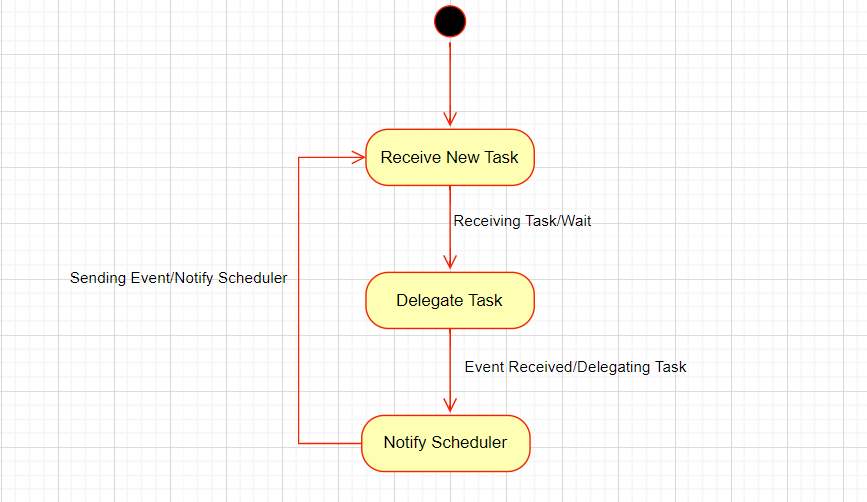 Receive New Task
Receiving Task/Wait
Sending Event/Notify Scheduler
Delegate Task
Event Received/Delegating Task
Notify Scheduler